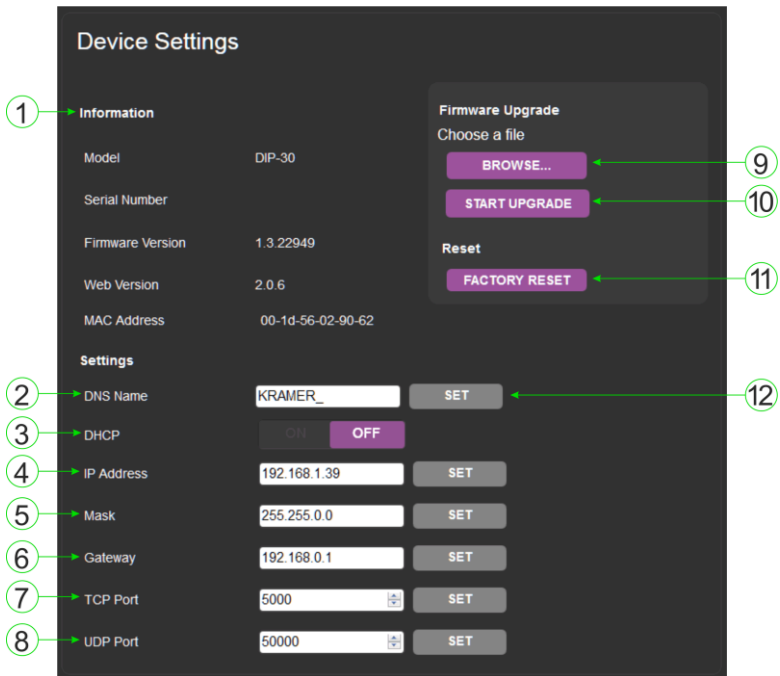 Device Settings
1 Information
Firmware Upgrade
Choose a file
Model DIP-30
BROWSE... 9
Serial Number
START UPGRADE 10
Firmware Version 1.3.22949
Reset
Web Version 2.0.6
FACTORY RESET 11
MAC Address 00-1d-56-02-90-62
Settings
2 DNS Name KRAMER_ SET 12
3 DHCP ON OFF
4 IP Address 192.168.1.39 SET
5 Mask 255.255.0.0 SET
6 Gateway 192.168.0.1 SET
7 TCP Port 5000 SET
8 UDP Port 50000 SET